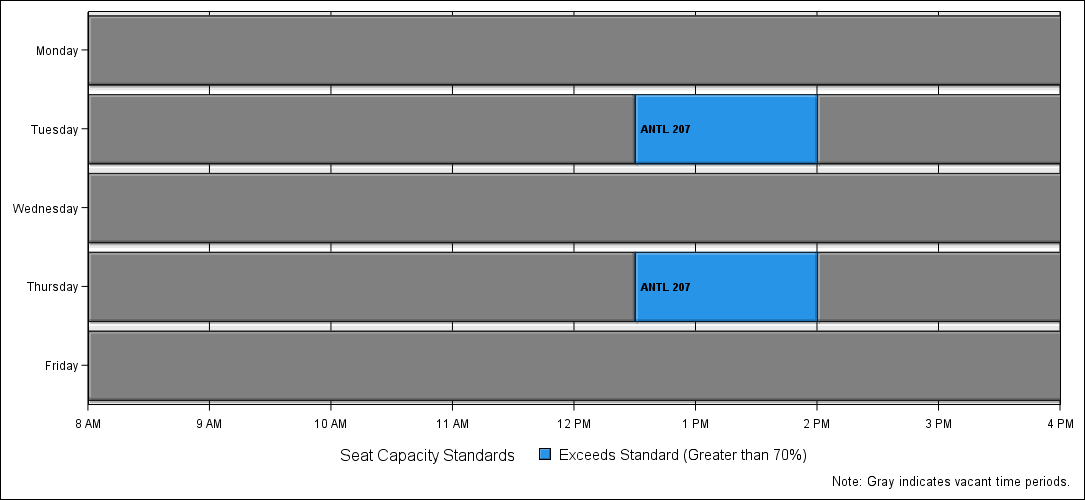 Monday
Tuesday
ANTL 207
Wednesday
Thursday
ANTL 207
Friday
8 AM 9 AM 10 AM 11 AM 12 PM 1 PM 2 PM 3 PM 4 PM
Seat Capacity Standards Exceeds Standard (Greater than 70%)
Note: Gray indicates vacant time periods.